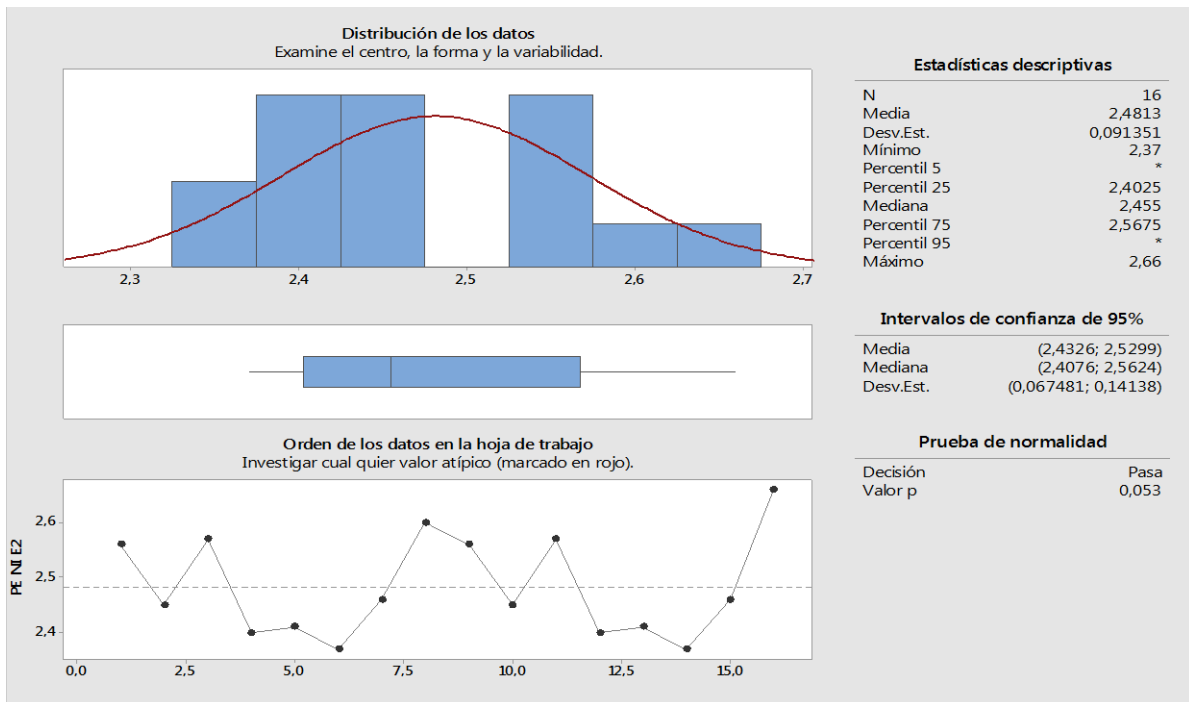 Distribución de los datos
Examine el centro, la forma y la variabilidad.
2,3 2,4 2,5 2,6 2,7
Orden de los datos en la hoja de trabajo
Investigar cual quier valor atípico (marcado en rojo).
PE NI E2
2,6
2,5
2,4
0,0 2,5 5,0 7,5 10,0 12,5 15,0
Estadísticas descriptivas
N 16
Media 2,4813
Desv.Est. 0,091351
Mínimo 2,37
Percentil 5 *
Percentil 25 2,4025
Mediana 2,455
Percentil 75 2,5675
Percentil 95 *
Máximo 2,66
Intervalos de confianza de 95%
Media (2,4326; 2,5299)
Mediana (2,4076; 2,5624)
Desv.Est. (0,067481; 0,14138)
Prueba de normalidad
Decisión Pasa
Valor p 0,053